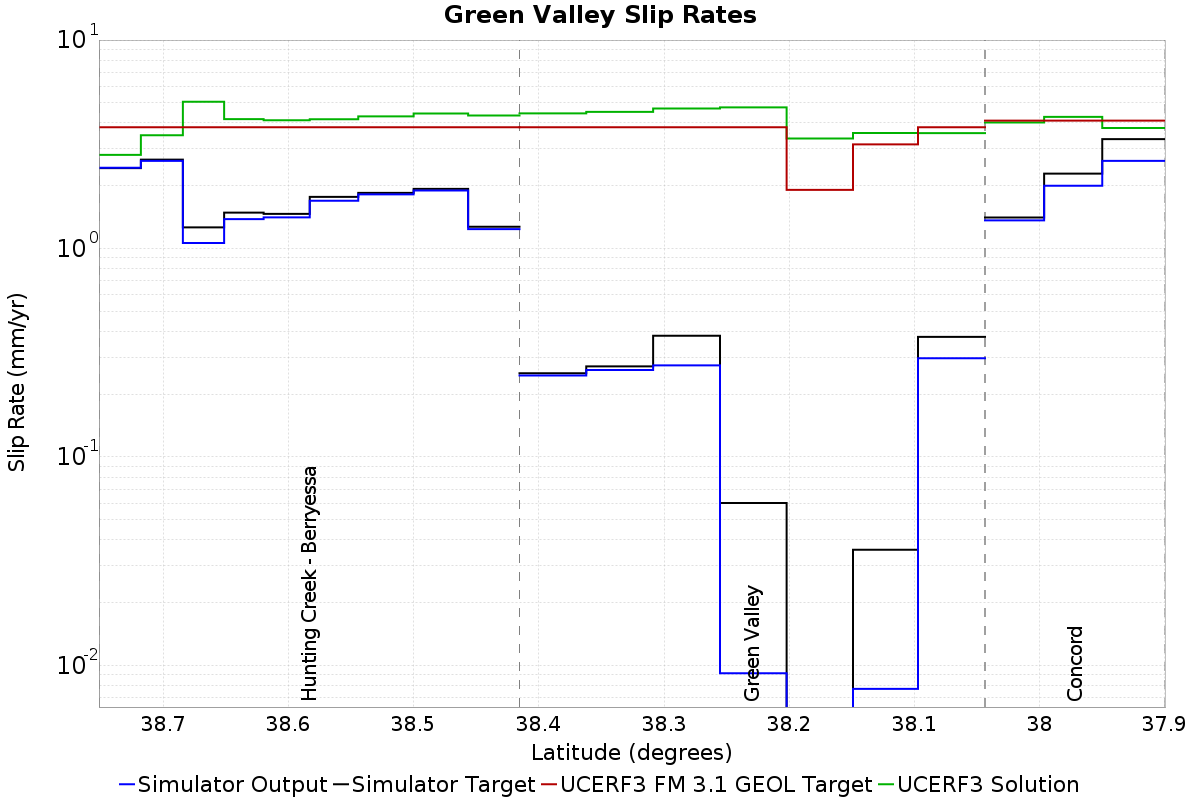 Green Valley Slip Rates
10^1
10^0
10^-1
10^-2
Slip Rate (mm/yr)
Hunting Creek - Berryessa
Green Valley
Concord
38.7 38.6 38.5 38.4 38.3 38.2 38.1 38 37.9
Latitude (degrees)
Simulator Output Simulator Target UCERF3 FM 3.1 GEOL Target UCERF3 Solution